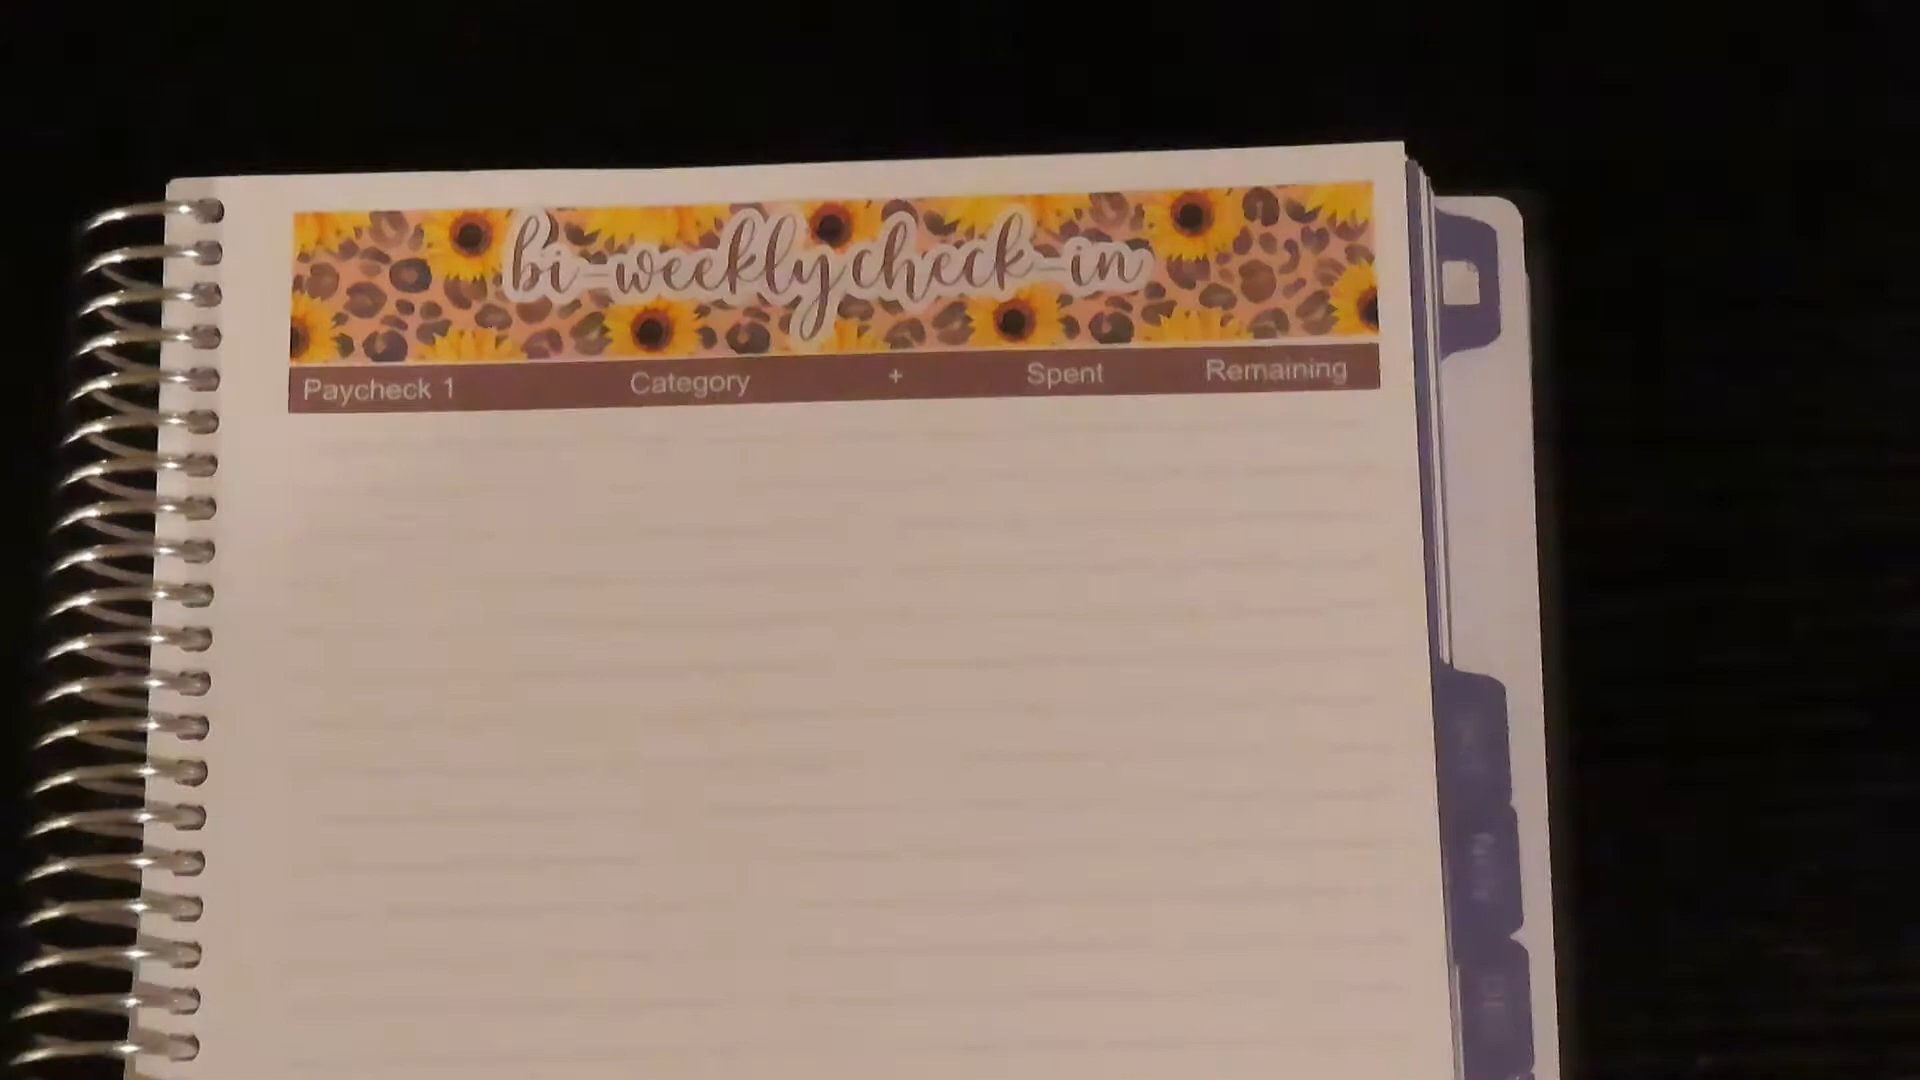 bi-weekly check-in
Paycheck 1 Category + Spent Remaining